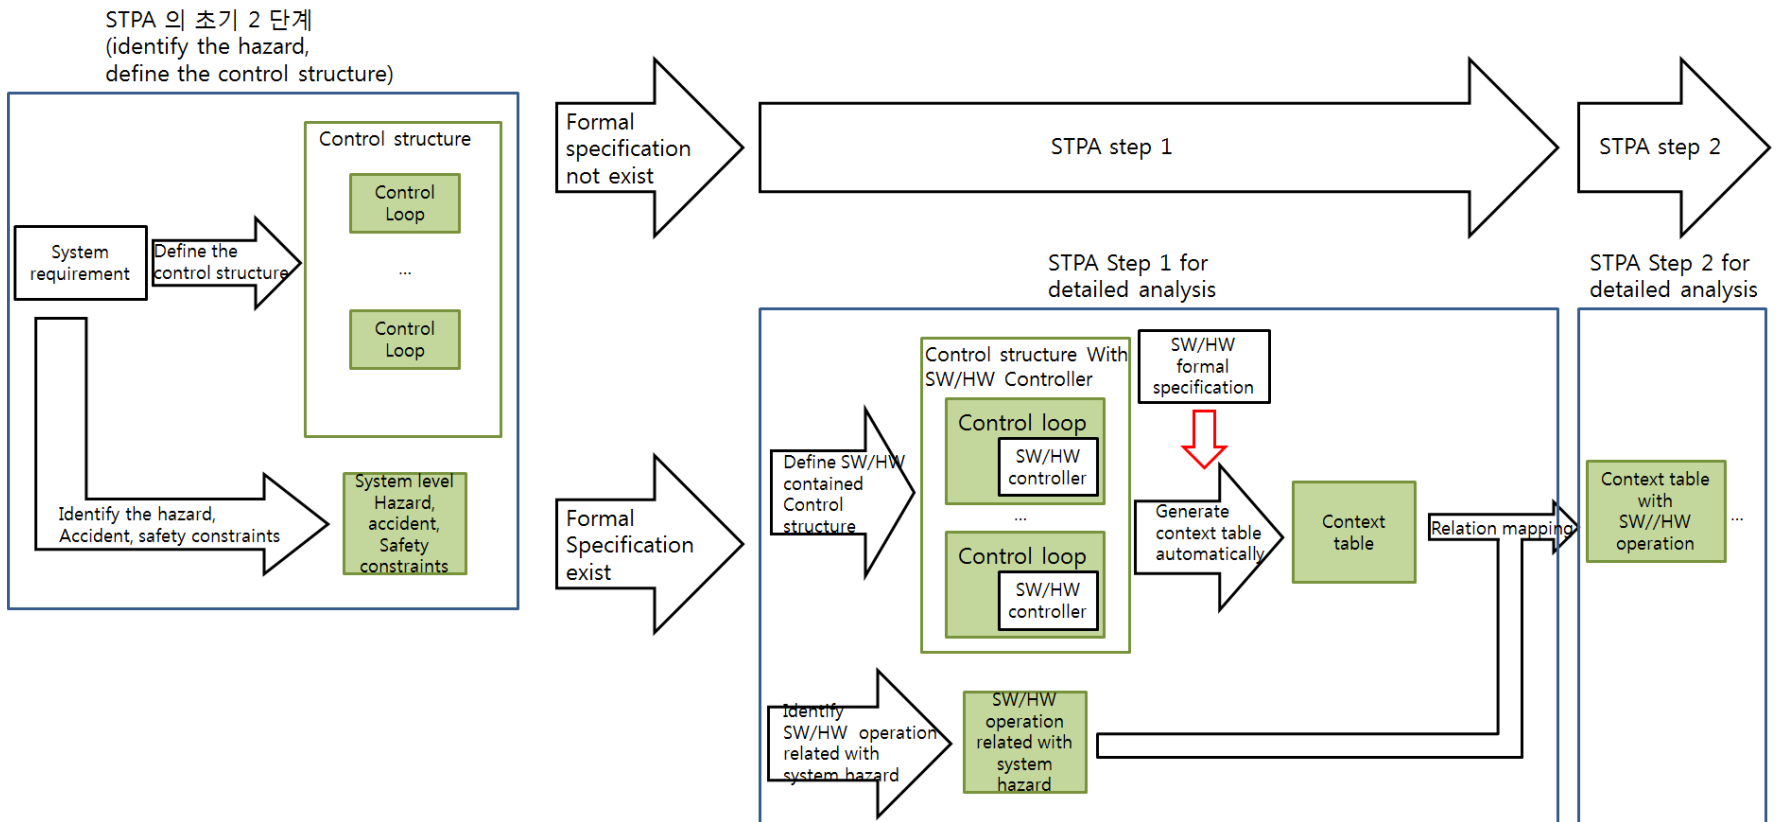 STPA 의 초기 2 단계
(identify the hazard,
define the control structure)
System
requirement
Define the
control structure
Control structure
Control
Loop
...
Control
Loop
Identify the hazard,
Accident, safety constraints
System level
Hazard,
accident,
Safety
constraints
Formal
specification
not exist
STPA step 1
STPA step 2
Formal
Specification
exist
STPA Step 1 for
detailed analysis
Define SW/HW
contained
Control
structure
Control structure With
SW/HW Controller
Control loop
SW/HW
controller
...
Control loop
SW/HW
controller
SW/HW
formal
specification
Generate
context table
automatically
Context
table
Relation mapping
Identify
SW/HW operation
related with
system hazard
SW/HW
operation
related with
system
hazard
STPA Step 2 for
detailed analysis
Context table
with
SW//HW
operation
...